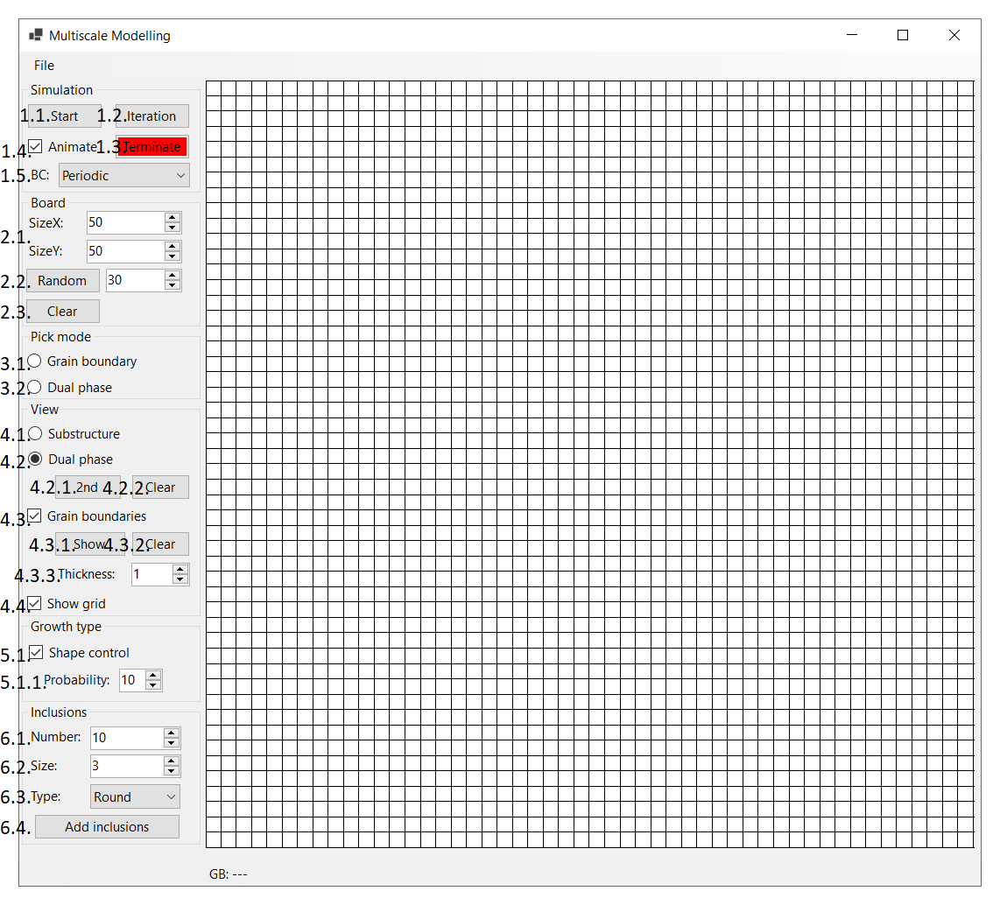 Multiscale Modelling
File
Simulation
1.1. Start 1.2. Iteration
1.4. Animate 1.3. Terminate
1.5. BC: Periodic
Board
SizeX: 50
2.1.
SizeY: 50
2.2. Random 30
2.3. Clear
Pick mode
3.1. Grain boundary
3.2. Dual phase
View
4.1. Substructure
4.2. Dual phase
4.2.1. 2nd 4.2.2. Clear
4.3. Grain boundaries
4.3.1. Show 4.3.2. Clear
4.3.3. Thickness: 1
4.4. Show grid
Growth type
5.1. Shape control
5.1.1. Probability: 10
Inclusions
6.1. Number: 10
6.2. Size: 3
6.3. Type: Round
6.4. Add inclusions
GB: ---